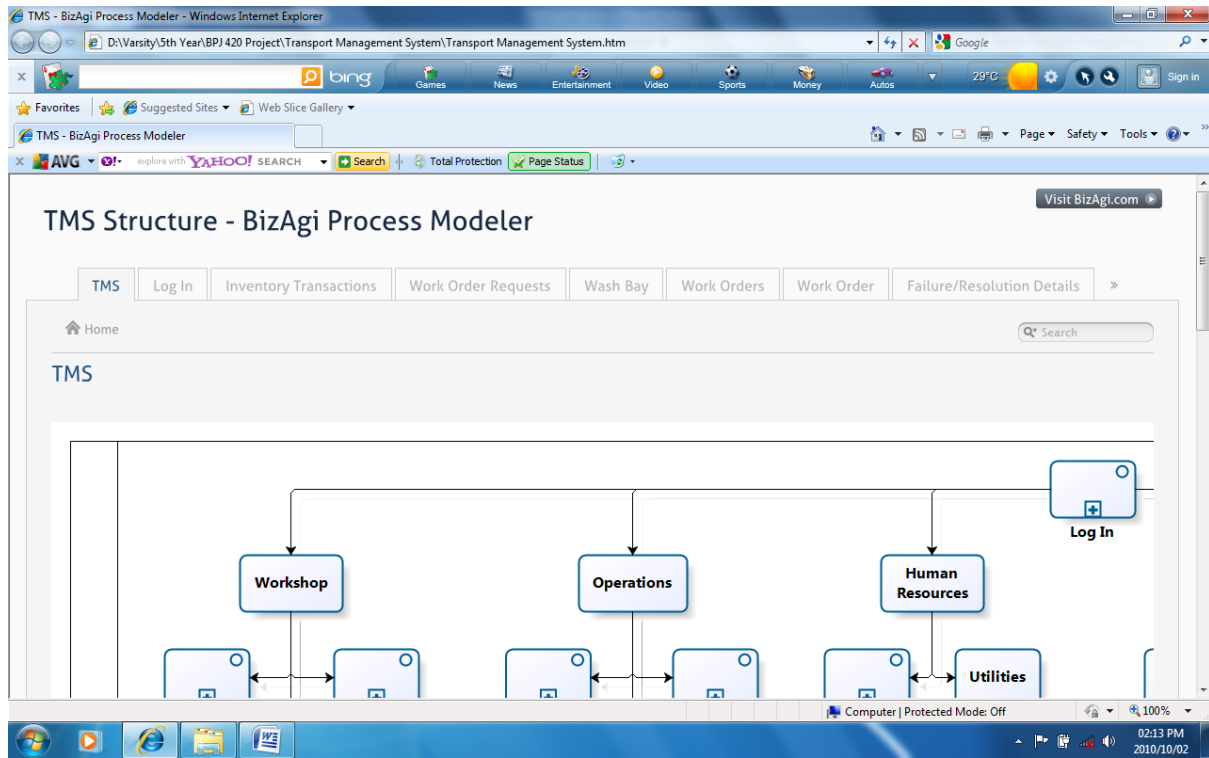 TMS - BizAgi Process Modeler - Windows Internet Explorer
D:\Varsity\5th Year\BPJ 420 Project\Transport Management System\Transport Management System.htm
Google
x bing Games News Entertainment Video Sports Money Autos 29°C Sign in
Favorites Suggested Sites Web Slice Gallery
TMS - BizAgi Process Modeler Page Safety Tools
x AVG explore with YAHOO! SEARCH Search Total Protection Page Status
Visit BizAgi.com
TMS Structure - BizAgi Process Modeler
TMS Log In Inventory Transactions Work Order Requests Wash Bay Work Orders Work Order Failure/Resolution Details »
Home Search
TMS
Log In
Workshop Operations Human Resources
Utilities
Computer | Protected Mode: Off 100%
02:13 PM
2010/10/02